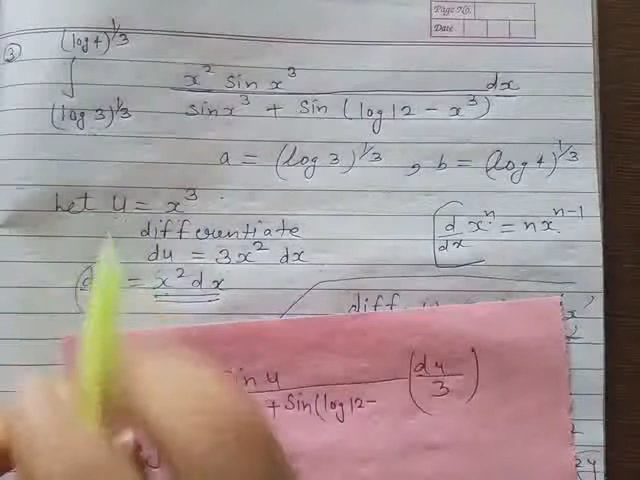 Page No.
Date
③
(log 4)^1/3
∫ x² sin x³ dx
(log 3)^1/3 sin x³ + sin (log 12 - x³)
a = (log 3)^1/3 , b = (log 4)^1/3
Let u = x³
differentiate
du = 3x² dx
d/dx xⁿ = nx^n-1
= x² dx
sin u (du/3)
+ sin (log 12 -